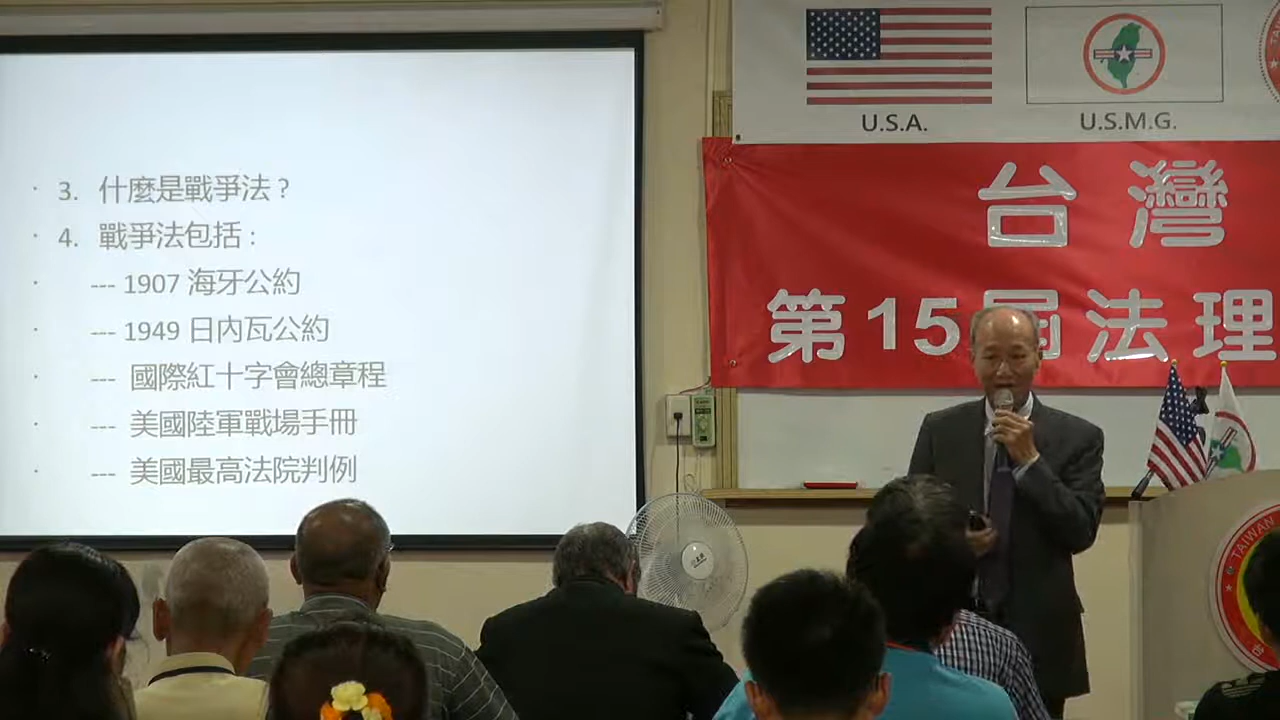 · 3. 什麼是戰爭法？
· 4. 戰爭法包括：
· --- 1907 海牙公約
· --- 1949 日內瓦公約
· --- 國際紅十字會總章程
· --- 美國陸軍戰場手冊
· --- 美國最高法院判例
U.S.A.
U.S.M.G.
台灣
第15屆法理
TAIWAN